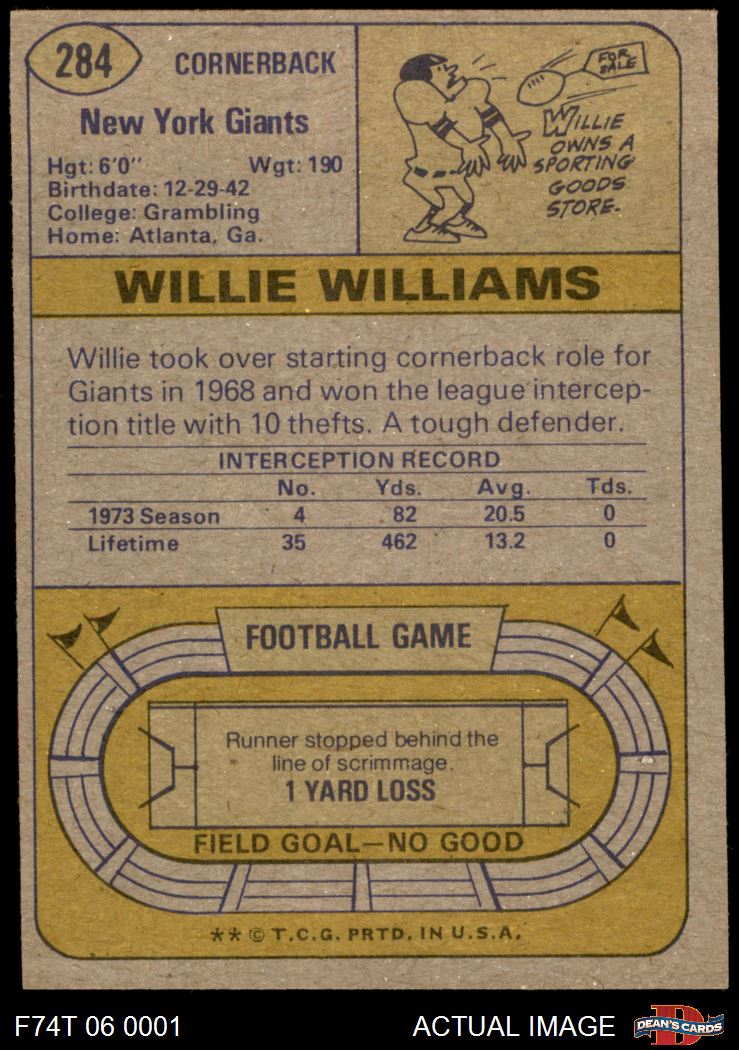 284
CORNERBACK
New York Giants
Hgt: 6'0" Wgt: 190
Birthdate: 12-29-42
College: Grambling
Home: Atlanta, Ga.
FOR
SALE
WILLIE
OWNS A
SPORTING
GOODS
STORE.
WILLIE WILLIAMS
Willie took over starting cornerback role for
Giants in 1968 and won the league intercep-
tion title with 10 thefts. A tough defender.
INTERCEPTION RECORD
No. Yds. Avg. Tds.
1973 Season 4 82 20.5 0
Lifetime 35 462 13.2 0
FOOTBALL GAME
Runner stopped behind the
line of scrimmage.
1 YARD LOSS
FIELD GOAL—NO GOOD
** © T.C.G. PRTD. IN U.S.A.
F74T 06 0001 ACTUAL IMAGE
D
DEAN'S CARDS